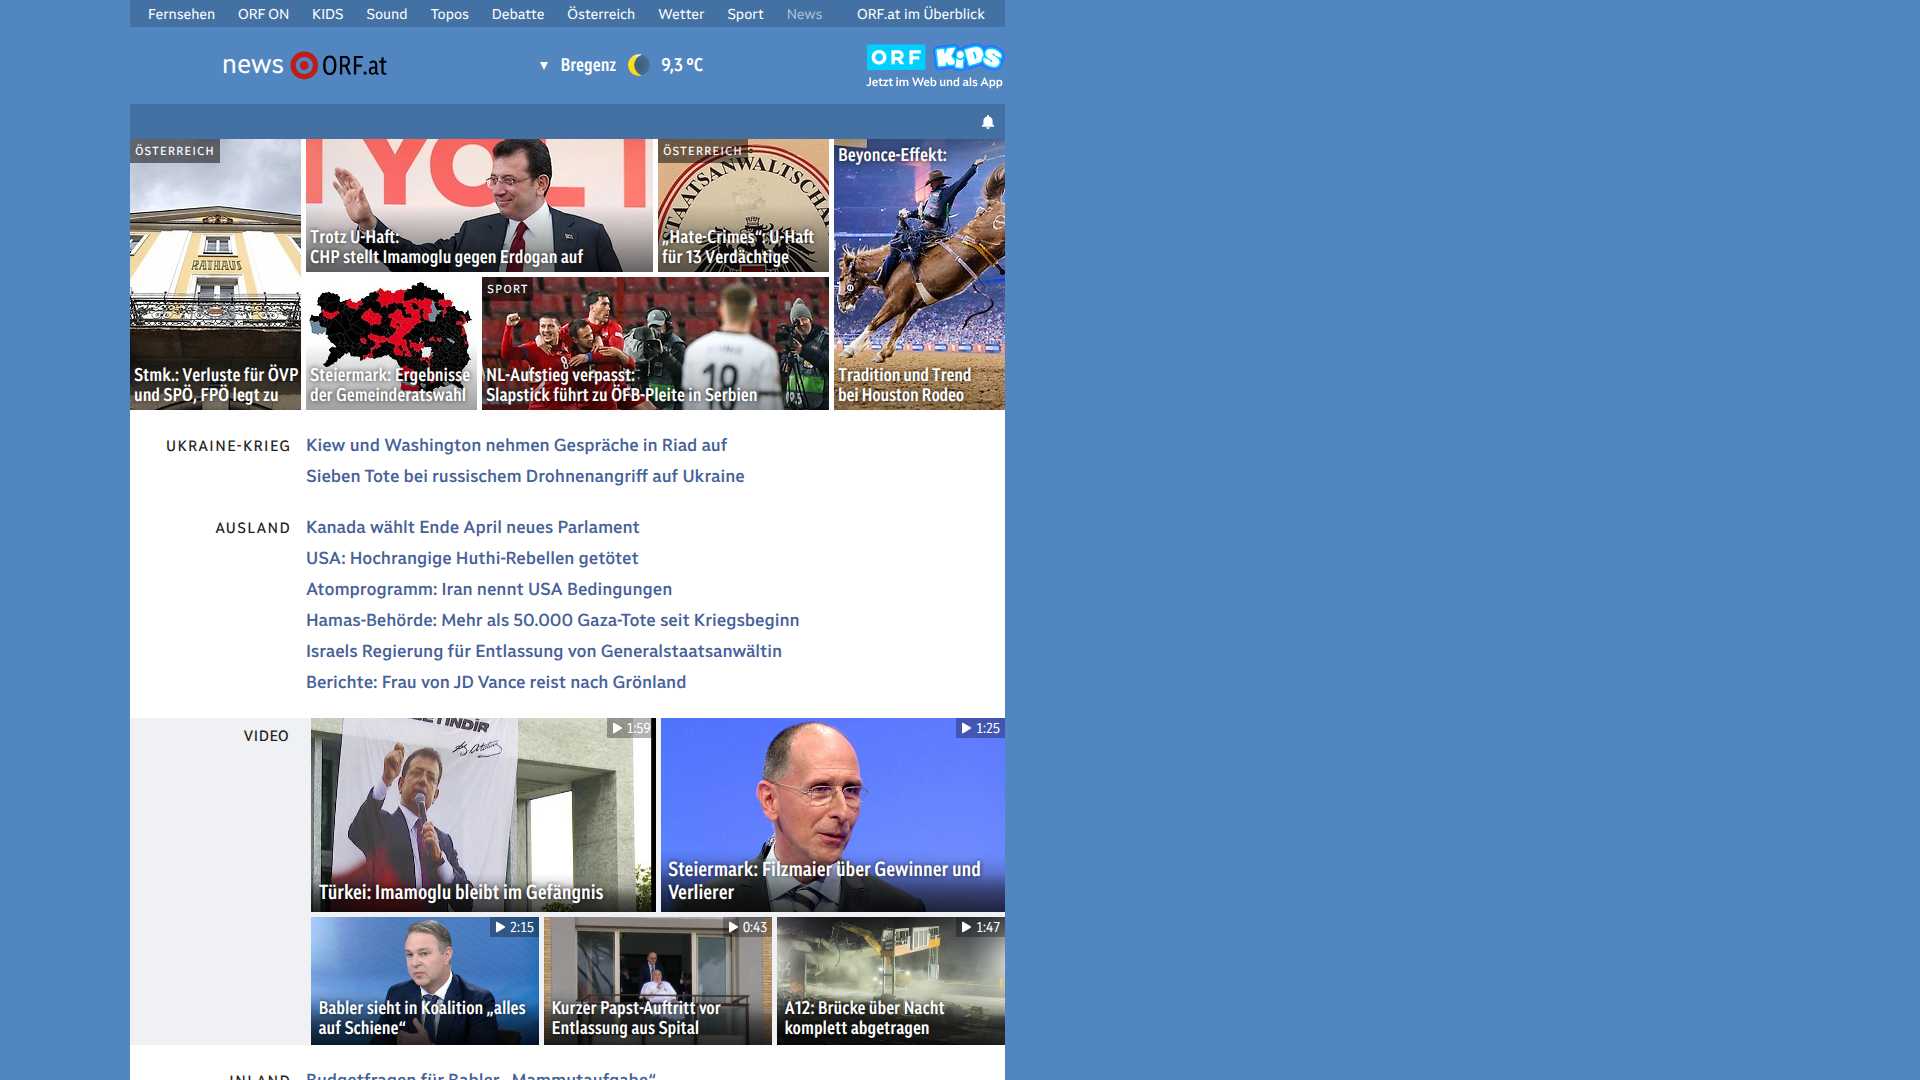 Fernsehen ORF ON KIDS Sound Topos Debatte Österreich Wetter Sport News ORF.at im Überblick
news ORF.at
Bregenz 9,3 °C
ORF KiDS
Jetzt im Web und als App
ÖSTERREICH
RATHAUS
Stmk.: Verluste für ÖVP
und SPÖ, FPÖ legt zu
Trotz U-Haft:
CHP stellt Imamoglu gegen Erdogan auf
ÖSTERREICH
STAATSANWALTSCHA
„Hate-Crimes“: U-Haft
für 13 Verdächtige
Beyonce-Effekt:
Tradition und Trend
bei Houston Rodeo
Steiermark: Ergebnisse
der Gemeinderatswahl
SPORT
10
NL-Aufstieg verpasst:
Slapstick führt zu ÖFB-Pleite in Serbien
UKRAINE-KRIEG
Kiew und Washington nehmen Gespräche in Riad auf
Sieben Tote bei russischem Drohnenangriff auf Ukraine
AUSLAND
Kanada wählt Ende April neues Parlament
USA: Hochrangige Huthi-Rebellen getötet
Atomprogramm: Iran nennt USA Bedingungen
Hamas-Behörde: Mehr als 50.000 Gaza-Tote seit Kriegsbeginn
Israels Regierung für Entlassung von Generalstaatsanwältin
Berichte: Frau von JD Vance reist nach Grönland
VIDEO
1:59
Türkei: Imamoglu bleibt im Gefängnis
1:25
Steiermark: Filzmaier über Gewinner und
Verlierer
2:15
Babler sieht in Koalition „alles
auf Schiene“
0:43
Kurzer Papst-Auftritt vor
Entlassung aus Spital
1:47
A12: Brücke über Nacht
komplett abgetragen
INLAND
Budgetfragen für Babler „Mammutaufgabe“